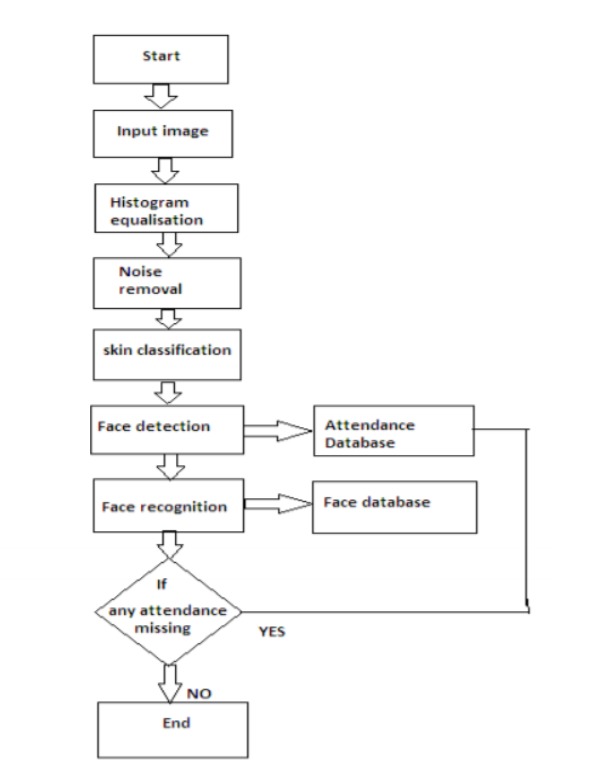 Start
Input image
Histogram
equalisation
Noise
removal
skin classification
Face detection
Attendance
Database
Face recognition
Face database
If
any attendance
missing
YES
NO
End